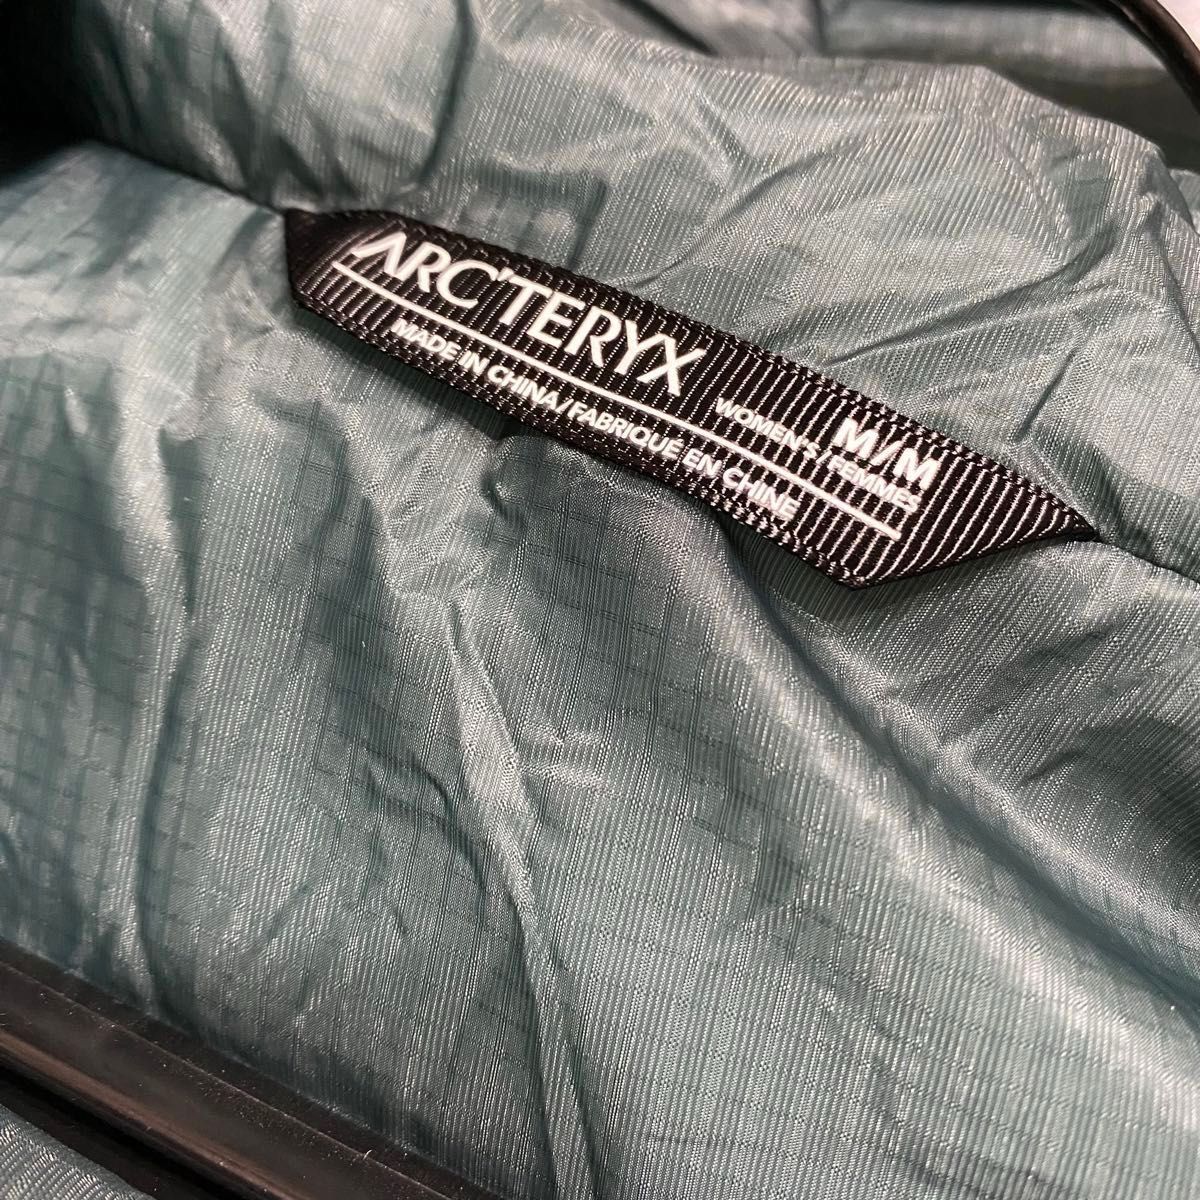 ARC'TERYX
M/M
WOMEN'S/FEMMES
MADE IN CHINA/FABRIQUÉ EN CHINE